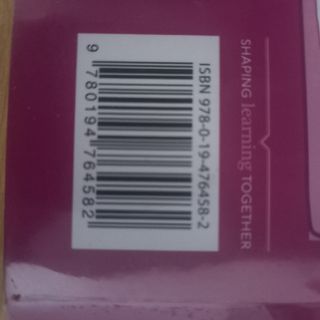 SHAPING learning TOGETHER
ISBN 978-0-19-476458-2
9 780194 764582